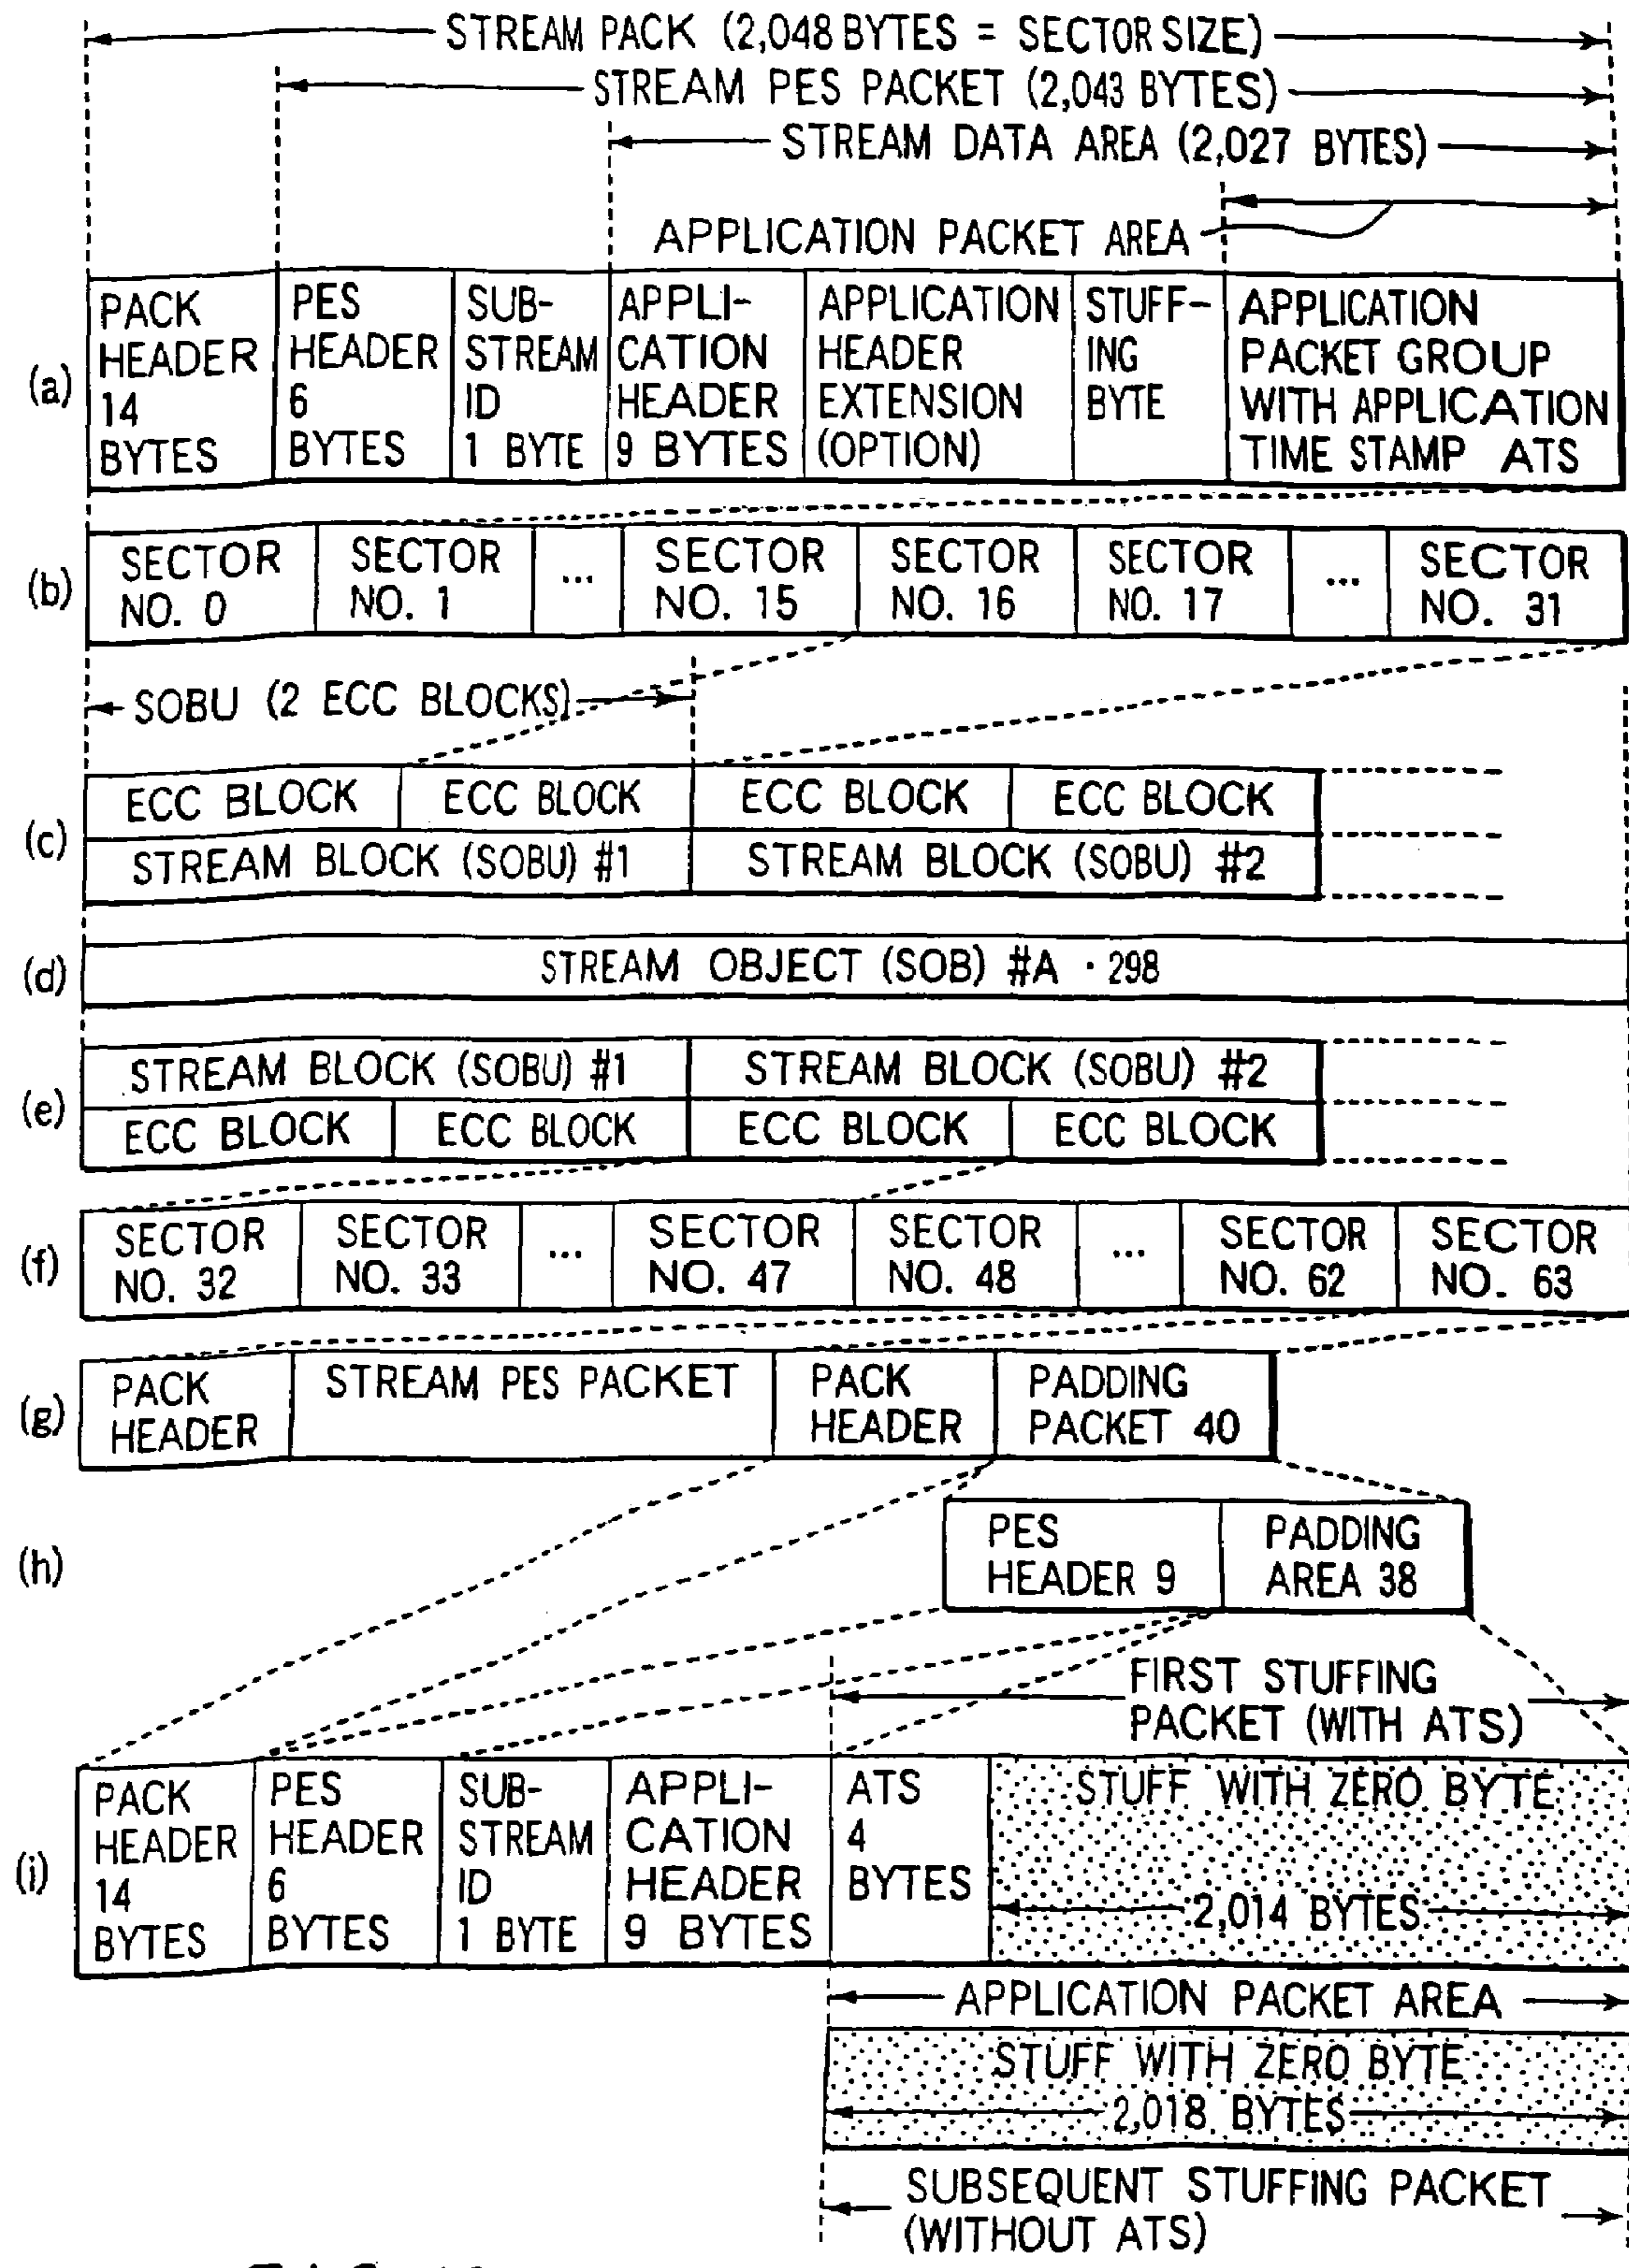 STREAM PACK (2,048 BYTES = SECTOR SIZE)
STREAM PES PACKET (2,043 BYTES)
STREAM DATA AREA (2,027 BYTES)
APPLICATION PACKET AREA
(a)
PACK
HEADER
14
BYTES
PES
HEADER
6
BYTES
SUB-
STREAM
ID
1 BYTE
APPLI-
CATION
HEADER
9 BYTES
APPLICATION
HEADER
EXTENSION
(OPTION)
STUFF-
ING
BYTE
APPLICATION
PACKET GROUP
WITH APPLICATION
TIME STAMP ATS
(b)
SECTOR
NO. 0
SECTOR
NO. 1
...
SECTOR
NO. 15
SECTOR
NO. 16
SECTOR
NO. 17
...
SECTOR
NO. 31
SOBU (2 ECC BLOCKS)
(c)
ECC BLOCK
ECC BLOCK
ECC BLOCK
ECC BLOCK
STREAM BLOCK (SOBU) #1
STREAM BLOCK (SOBU) #2
(d)
STREAM OBJECT (SOB) #A · 298
(e)
STREAM BLOCK (SOBU) #1
STREAM BLOCK (SOBU) #2
ECC BLOCK
ECC BLOCK
ECC BLOCK
ECC BLOCK
(f)
SECTOR
NO. 32
SECTOR
NO. 33
...
SECTOR
NO. 47
SECTOR
NO. 48
...
SECTOR
NO. 62
SECTOR
NO. 63
(g)
PACK
HEADER
STREAM PES PACKET
PACK
HEADER
PADDING
PACKET 40
(h)
PES
HEADER 9
PADDING
AREA 38
FIRST STUFFING
PACKET (WITH ATS)
(i)
PACK
HEADER
14
BYTES
PES
HEADER
6
BYTES
SUB-
STREAM
ID
1 BYTE
APPLI-
CATION
HEADER
9 BYTES
ATS
4
BYTES
STUFF WITH ZERO BYTE
2,014 BYTES
APPLICATION PACKET AREA
STUFF WITH ZERO BYTE
2,018 BYTES
SUBSEQUENT STUFFING PACKET
(WITHOUT ATS)